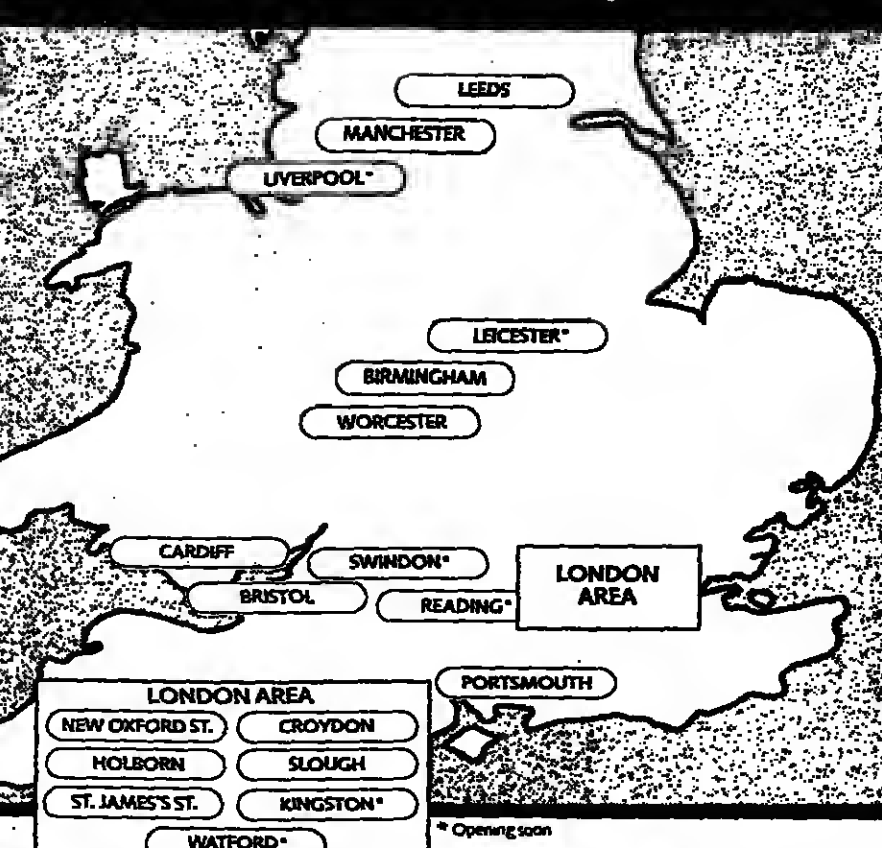 LEEDS
MANCHESTER
LIVERPOOL*
LEICESTER*
BIRMINGHAM
WORCESTER
CARDIFF
SWINDON*
LONDON
AREA
BRISTOL
READING*
PORTSMOUTH
LONDON AREA
NEW OXFORD ST. CROYDON
HOLBORN SLOUGH
ST. JAMES'S ST. KINGSTON*
WATFORD*
* Opening soon